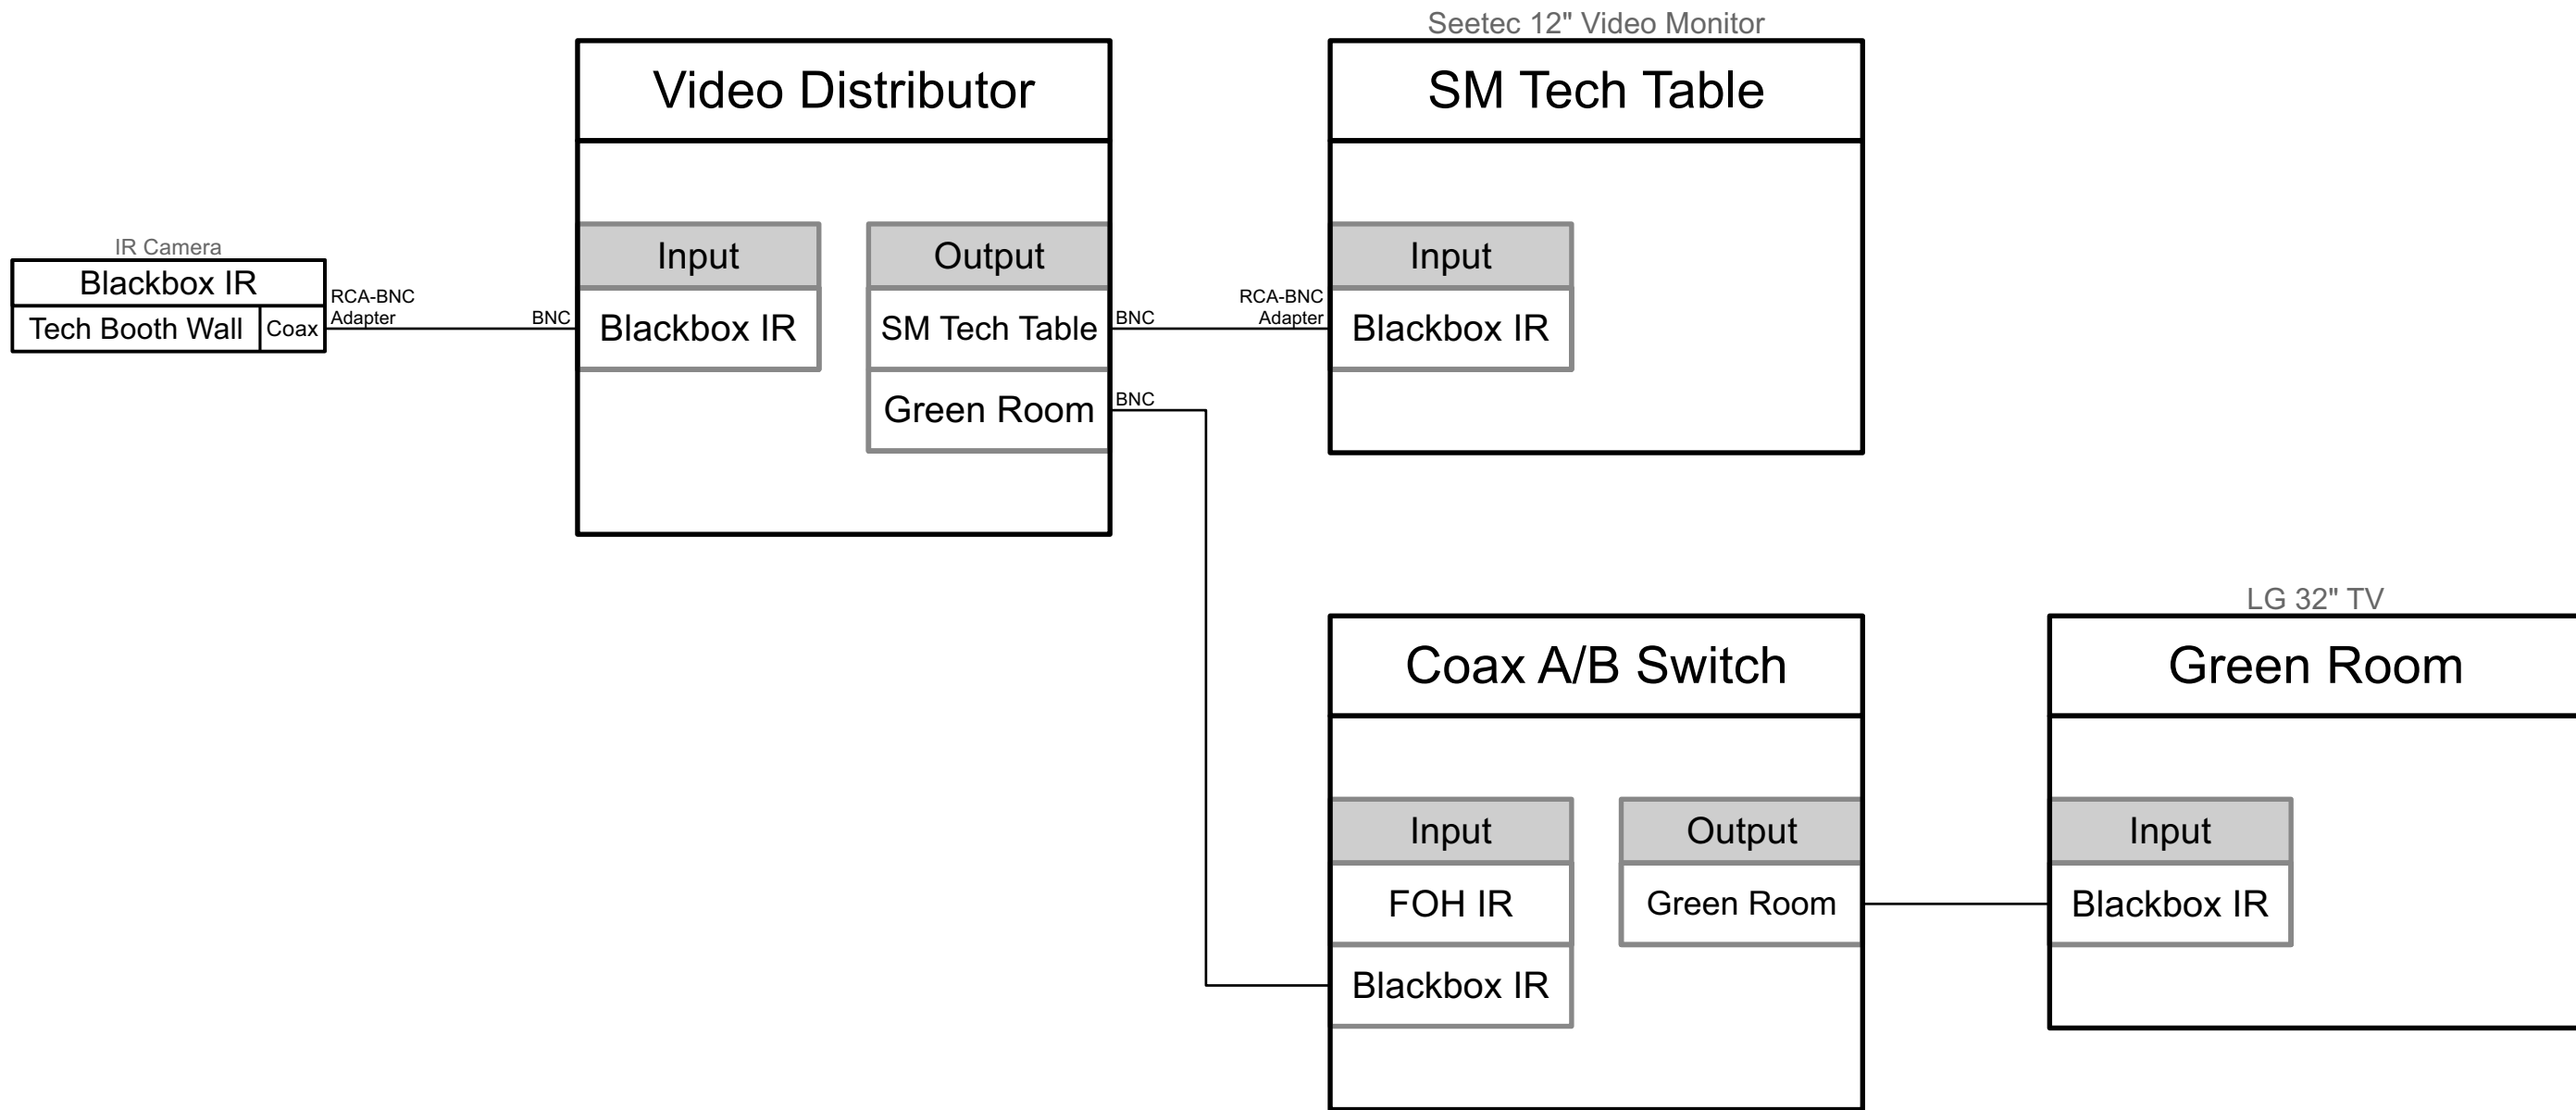 Seetec 12" Video Monitor
Video Distributor
SM Tech Table
IR Camera
Blackbox IR
Tech Booth Wall
Coax
RCA-BNC
Adapter
BNC
Input
Blackbox IR
Output
SM Tech Table
Green Room
BNC
BNC
RCA-BNC
Adapter
Input
Blackbox IR
LG 32" TV
Coax A/B Switch
Green Room
Input
FOH IR
Blackbox IR
Output
Green Room
Input
Blackbox IR